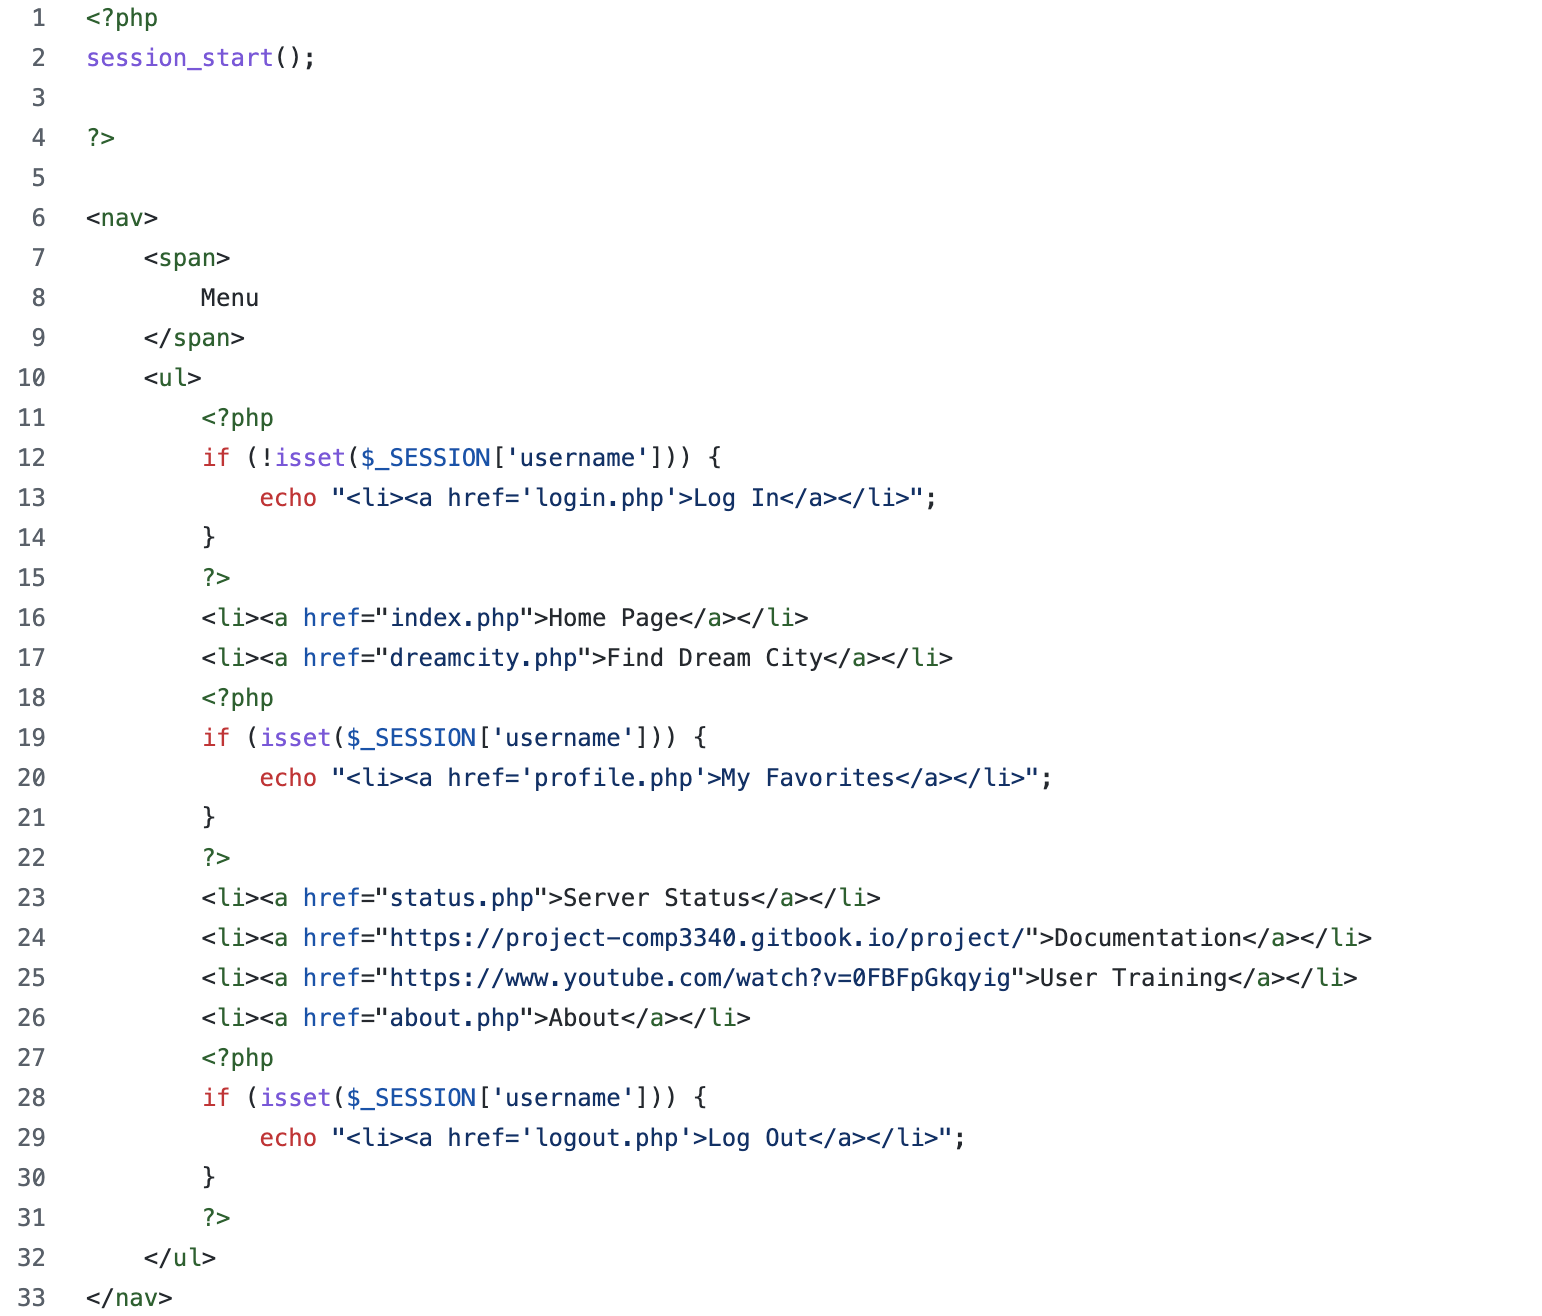 1 <?php
2 session_start();
3
4 ?>
5
6 <nav>
7     <span>
8         Menu
9     </span>
10     <ul>
11         <?php
12         if (!isset($_SESSION['username'])) {
13             echo "<li><a href='login.php'>Log In</a></li>";
14         }
15         ?>
16         <li><a href="index.php">Home Page</a></li>
17         <li><a href="dreamcity.php">Find Dream City</a></li>
18         <?php
19         if (isset($_SESSION['username'])) {
20             echo "<li><a href='profile.php'>My Favorites</a></li>";
21         }
22         ?>
23         <li><a href="status.php">Server Status</a></li>
24         <li><a href="https://project-comp3340.gitbook.io/project/">Documentation</a></li>
25         <li><a href="https://www.youtube.com/watch?v=0FBFpGkqyig">User Training</a></li>
26         <li><a href="about.php">About</a></li>
27         <?php
28         if (isset($_SESSION['username'])) {
29             echo "<li><a href='logout.php'>Log Out</a></li>";
30         }
31         ?>
32     </ul>
33 </nav>